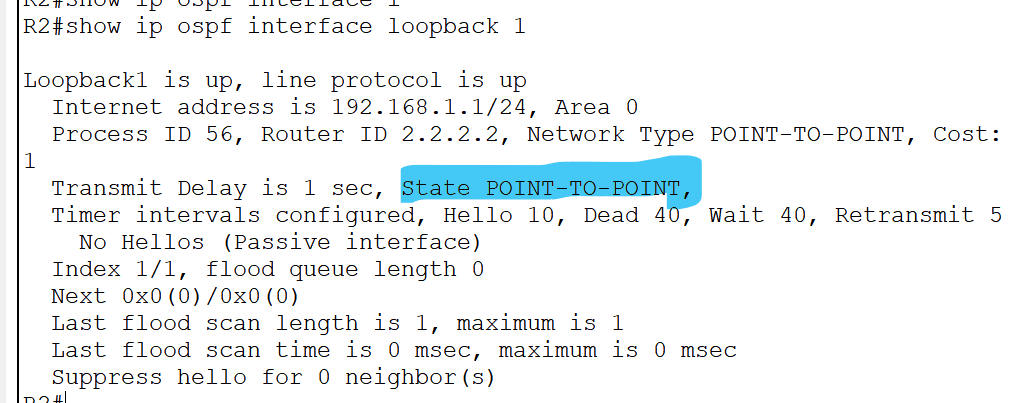 R2#show ip ospf interface 1
R2#show ip ospf interface loopback 1
Loopback1 is up, line protocol is up
Internet address is 192.168.1.1/24, Area 0
Process ID 56, Router ID 2.2.2.2, Network Type POINT-TO-POINT, Cost:
1
Transmit Delay is 1 sec, State POINT-TO-POINT,
Timer intervals configured, Hello 10, Dead 40, Wait 40, Retransmit 5
No Hellos (Passive interface)
Index 1/1, flood queue length 0
Next 0x0(0)/0x0(0)
Last flood scan length is 1, maximum is 1
Last flood scan time is 0 msec, maximum is 0 msec
Suppress hello for 0 neighbor(s)
R2#